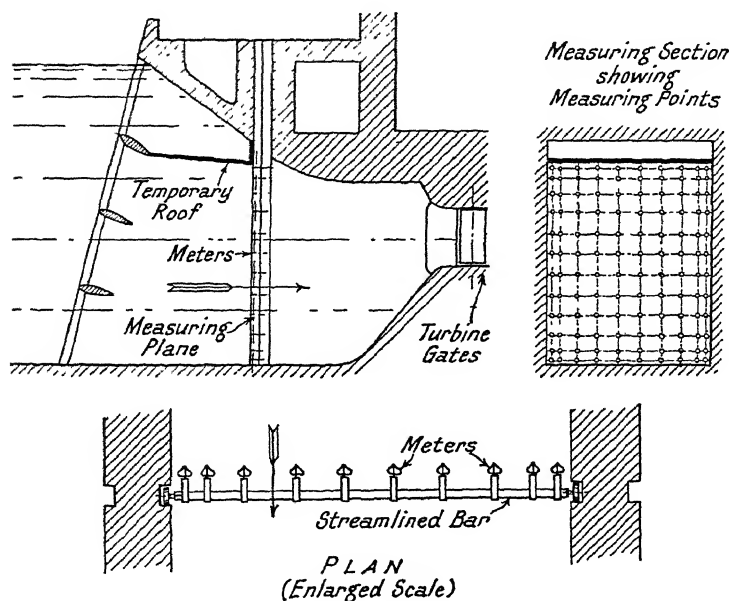 Measuring Section
showing
Measuring Points
Temporary
Roof
Meters
Measuring
Plane
Turbine
Gates
Meters
Streamlined Bar
PLAN
(Enlarged Scale)